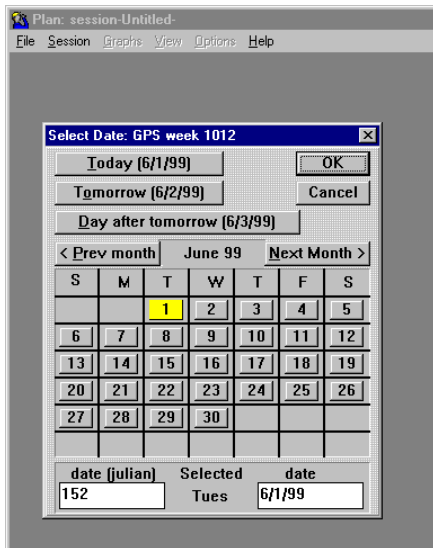 Plan: session-Untitled-
File Session Graphs View Options Help
Select Date: GPS week 1012
Today (6/1/99) OK
Tomorrow (6/2/99) Cancel
Day after tomorrow (6/3/99)
< Prev month June 99 Next Month >
S M T W T F S
1 2 3 4 5
6 7 8 9 10 11 12
13 14 15 16 17 18 19
20 21 22 23 24 25 26
27 28 29 30
date (julian) Selected date
152 Tues 6/1/99